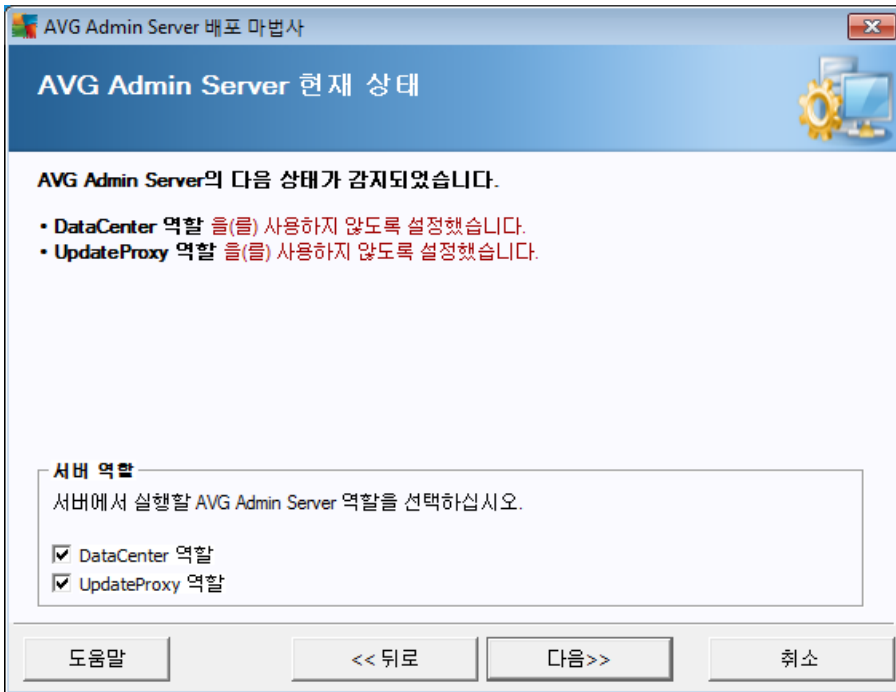 AVG Admin Server 배포 마법사
AVG Admin Server 현재 상태
AVG Admin Server의 다음 상태가 감지되었습니다.
• DataCenter 역할 을(를) 사용하지 않도록 설정했습니다.
• UpdateProxy 역할 을(를) 사용하지 않도록 설정했습니다.
서버 역할
서버에서 실행할 AVG Admin Server 역할을 선택하십시오.
DataCenter 역할
UpdateProxy 역할
도움말
<< 뒤로
다음>>
취소